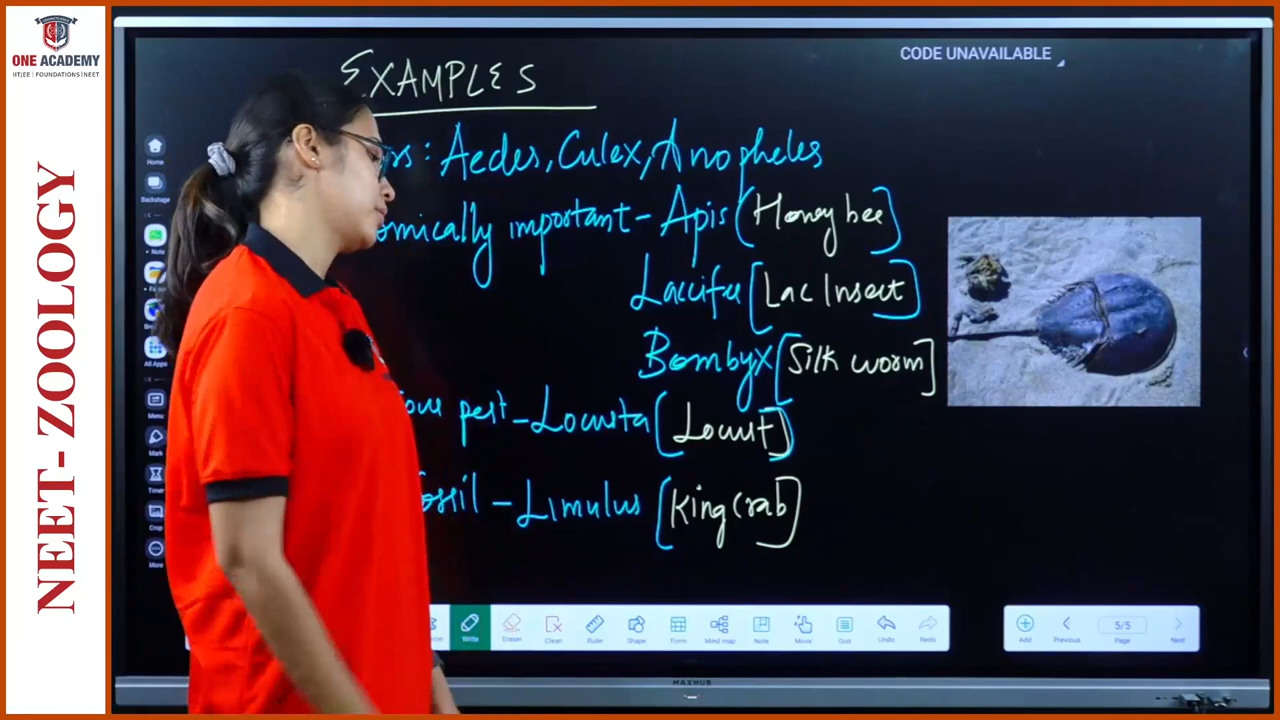 ONE ACADEMY
IIT|JEE | FOUNDATIONS|NEET
NEET- ZOOLOGY
CODE UNAVAILABLE
EXAMPLES
rs: Aedes, Culex, Anopheles
omically important - Apis (Honey bee]
Laccifer [Lac Insect]
Bombyx [Silk worm]
ious pest - Locusta [Locust]
Fossil - Limulus [King Crab]
Home
Backstage
Note
All Apps
Menu
Mark
Timer
Crop
More
Write
Eraser
Clean
Ruler
Shape
Form
Mind map
Note
Move
Grid
Undo
Redo
Add
Previous
5/5
Page
Next
MAXHUB